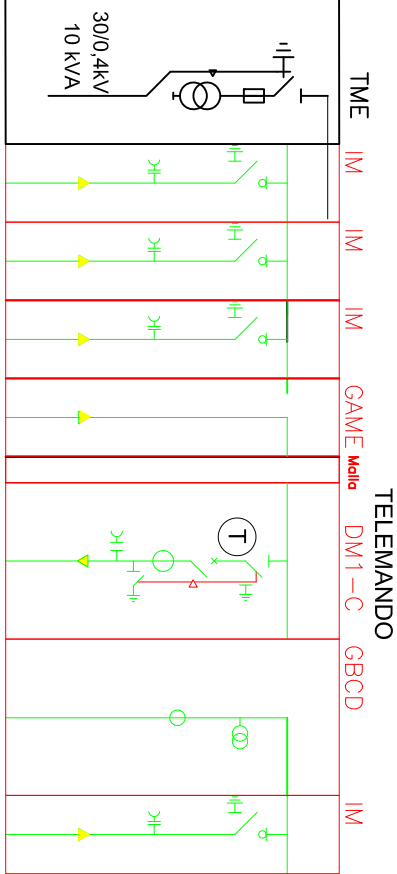 TELEMANDO
TME
IM
IM
IM
GAME
Malla
DM1-C
GBCD
IM
30/0,4kV
10 kVA
T